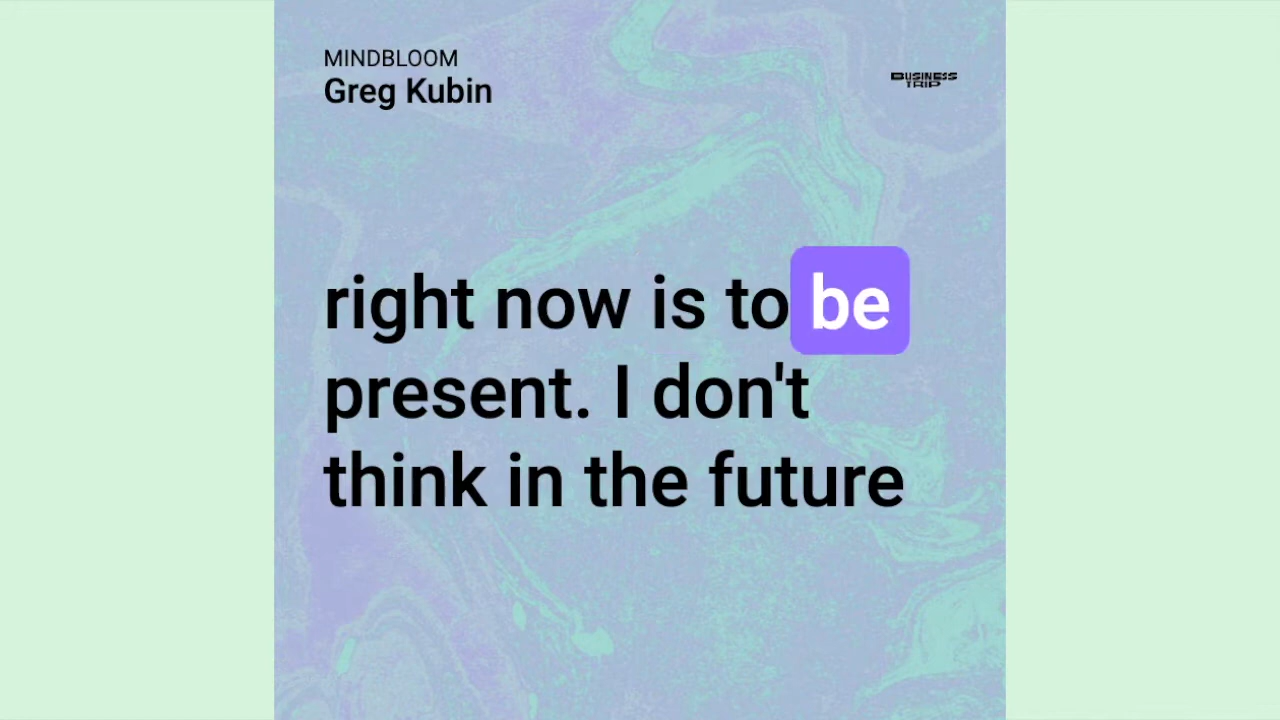 MINDBLOOM
Greg Kubin
BUSINESS
TRIP
right now is to be
present. I don't
think in the future